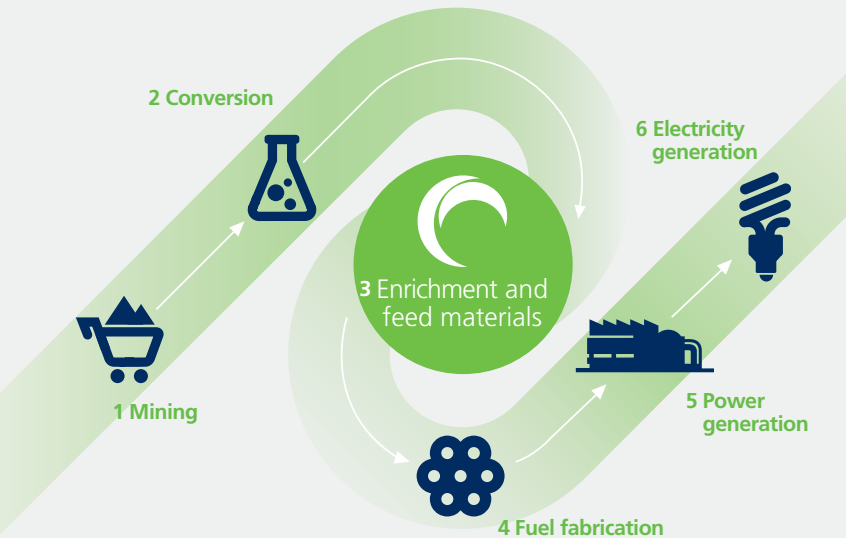 1 Mining
2 Conversion
3 Enrichment and
feed materials
4 Fuel fabrication
5 Power
generation
6 Electricity
generation